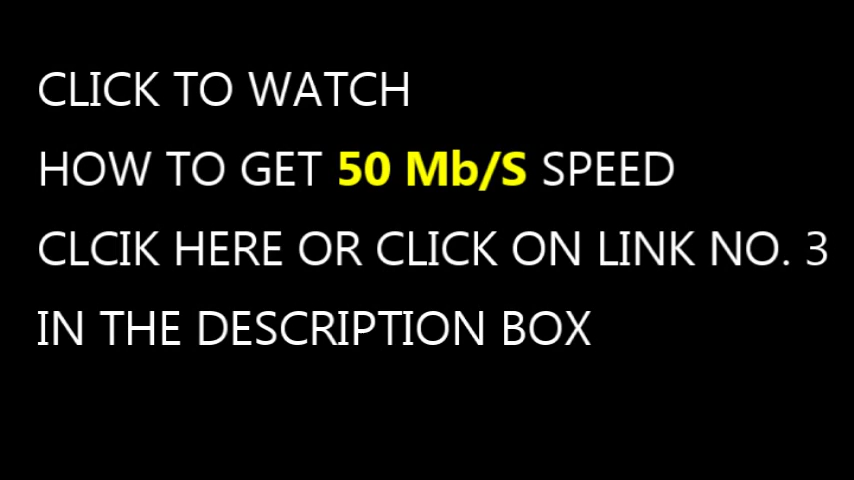 CLICK TO WATCH
HOW TO GET 50 Mb/S SPEED
CLCIK HERE OR CLICK ON LINK NO. 3
IN THE DESCRIPTION BOX